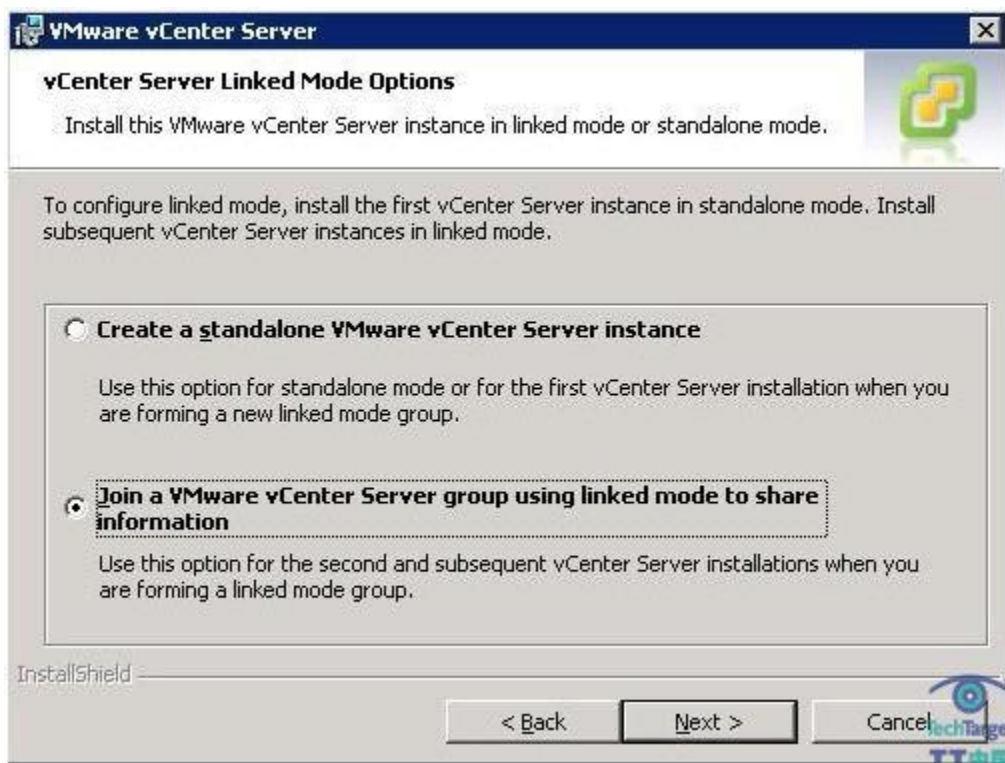 VMware vCenter Server
vCenter Server Linked Mode Options
Install this VMware vCenter Server instance in linked mode or standalone mode.
To configure linked mode, install the first vCenter Server instance in standalone mode. Install
subsequent vCenter Server instances in linked mode.
Create a standalone VMware vCenter Server instance
Use this option for standalone mode or for the first vCenter Server installation when you
are forming a new linked mode group.
Join a VMware vCenter Server group using linked mode to share
information
Use this option for the second and subsequent vCenter Server installations when you
are forming a linked mode group.
InstallShield
< Back
Next >
Cancel
TechTarge